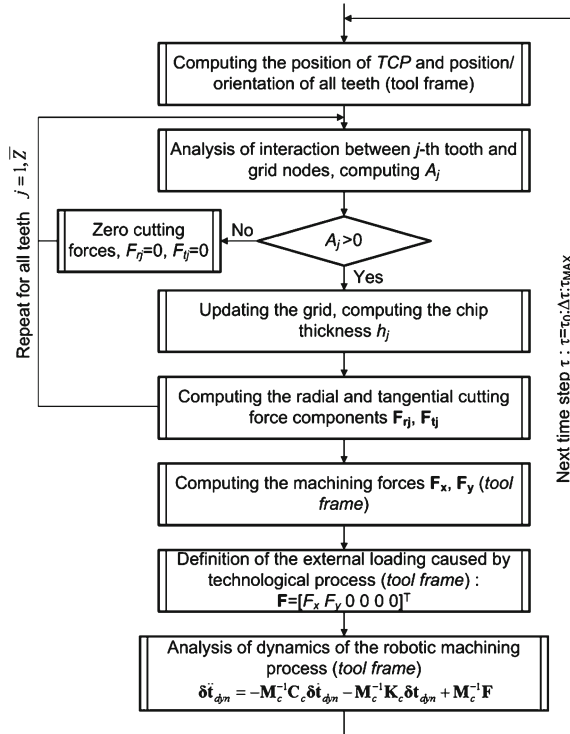 Computing the position of TCP and position/
orientation of all teeth (tool frame)
Analysis of interaction between j-th tooth and
grid nodes, computing Aj
Repeat for all teeth j = 1, Z̅
Zero cutting
forces, Frj=0, Ftj=0
No
Aj>0
Yes
Updating the grid, computing the chip
thickness hj
Computing the radial and tangential cutting
force components Frj, Ftj
Next time step τ : τ=τ0:Δτ:τMAX
Computing the machining forces Fx, Fy (tool
frame)
Definition of the external loading caused by
technological process (tool frame) :
F=[Fx Fy 0 0 0 0]T
Analysis of dynamics of the robotic machining
process (tool frame)
δẗdyn = −Mc−1Ccδṫdyn −Mc−1Kcδtdyn + Mc−1F